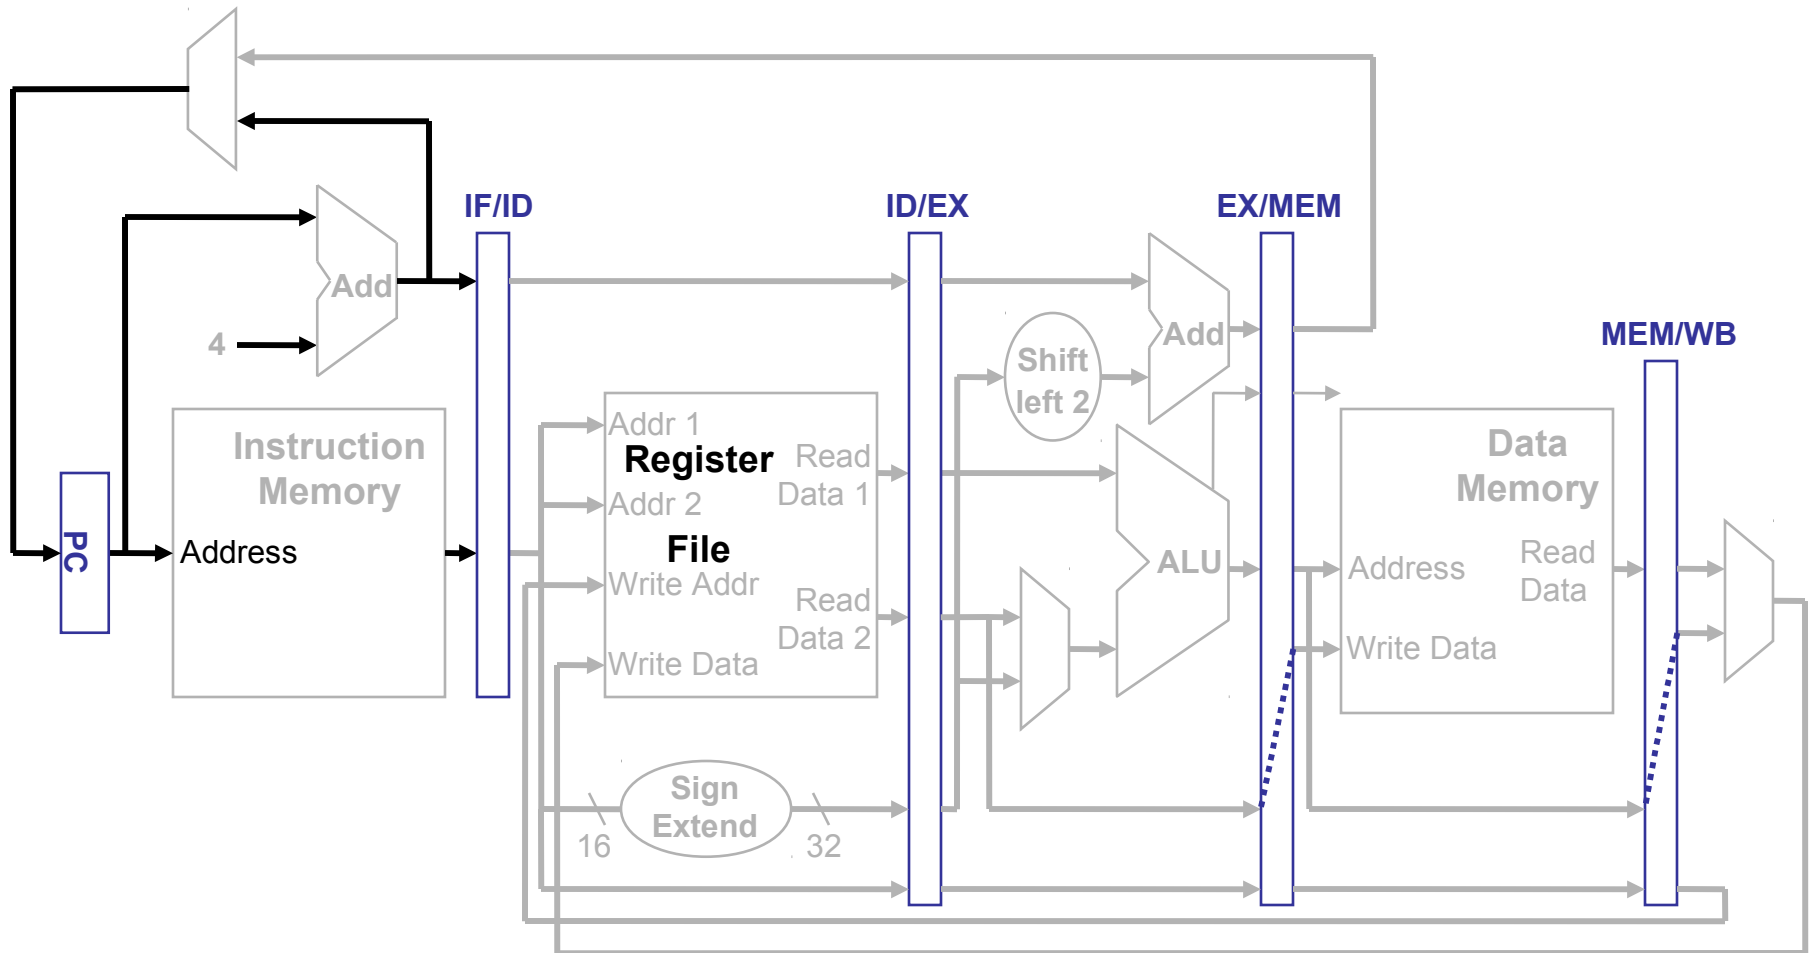 IF/ID
ID/EX
EX/MEM
MEM/WB
Add
4
Add
Shift
left 2
Instruction
Memory
Address
PC
Addr 1
Register
Read
Data 1
Addr 2
File
Write Addr
Read
Data 2
Write Data
ALU
Data
Memory
Address
Read
Data
Write Data
Sign
Extend
16
32